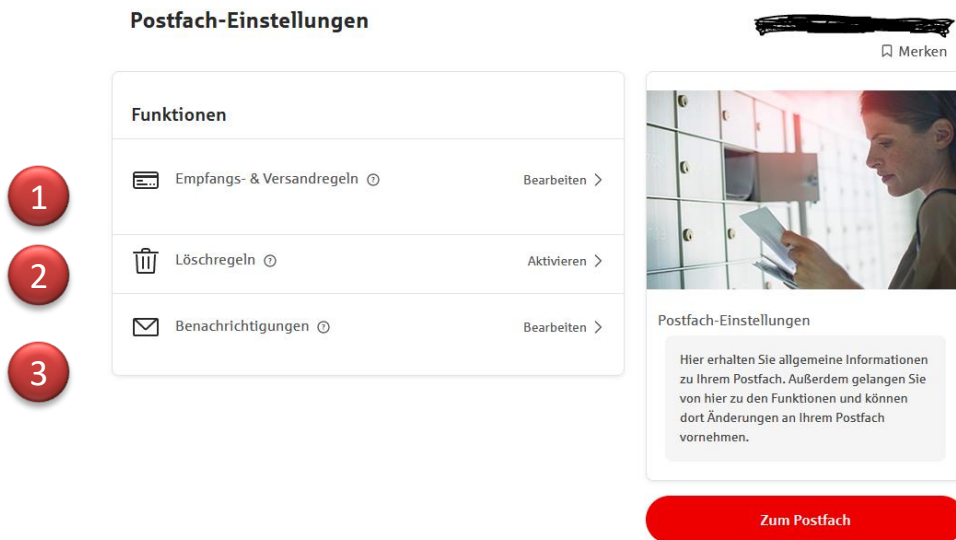 Postfach-Einstellungen
Merken
Funktionen
1
Empfangs- & Versandregeln ?
Bearbeiten >
2
Löschregeln ?
Aktivieren >
3
Benachrichtigungen ?
Bearbeiten >
Postfach-Einstellungen
Hier erhalten Sie allgemeine Informationen
zu Ihrem Postfach. Außerdem gelangen Sie
von hier zu den Funktionen und können
dort Änderungen an Ihrem Postfach
vornehmen.
Zum Postfach